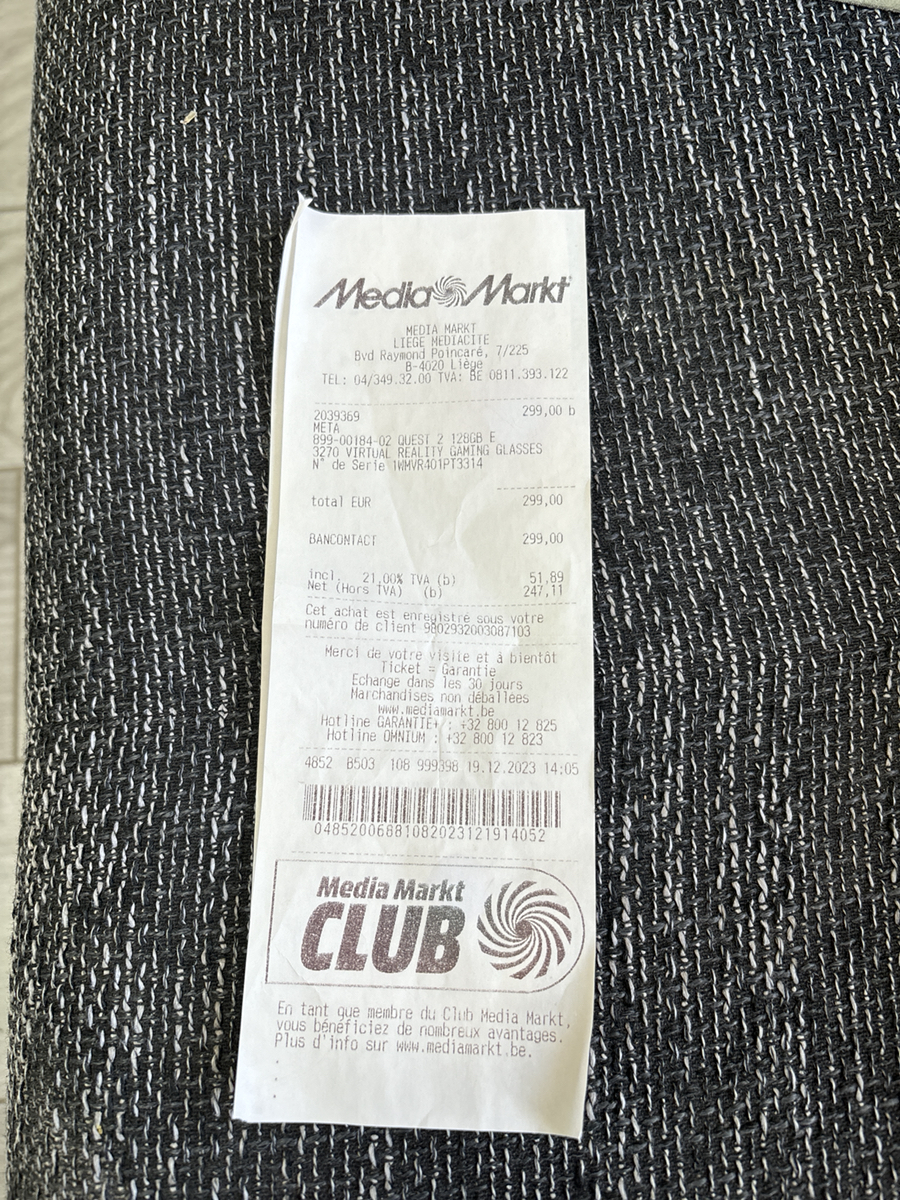 Media Markt
MEDIA MARKT
LIEGE MEDIACITE
Bvd Raymond Poincaré, 7/225
B-4020 Liège
TEL: 04/349.32.00 TVA: BE 0811.393.122
2039369 299,00 b
META
899-00184-02 QUEST 2 128GB E
3270 VIRTUAL REALITY GAMING GLASSES
N° de Serie 1WMVR401PT3314
total EUR 299,00
BANCONTACT 299,00
incl. 21,00% TVA (b) 51,89
Net (Hors TVA) (b) 247,11
Cet achat est enregistré sous votre
numéro de client 9802932003087103
Merci de votre visite et à bientôt
Ticket = Garantie
Echange dans les 30 jours
Marchandises non déballées
www.mediamarkt.be
Hotline GARANTIE+ : +32 800 12 825
Hotline OMNIUM : +32 800 12 823
4852 B503 108 999398 19.12.2023 14:05
0485200668108202312191405​2
Media Markt
CLUB
En tant que membre du Club Media Markt,
vous bénéficiez de nombreux avantages.
Plus d'info sur www.mediamarkt.be.